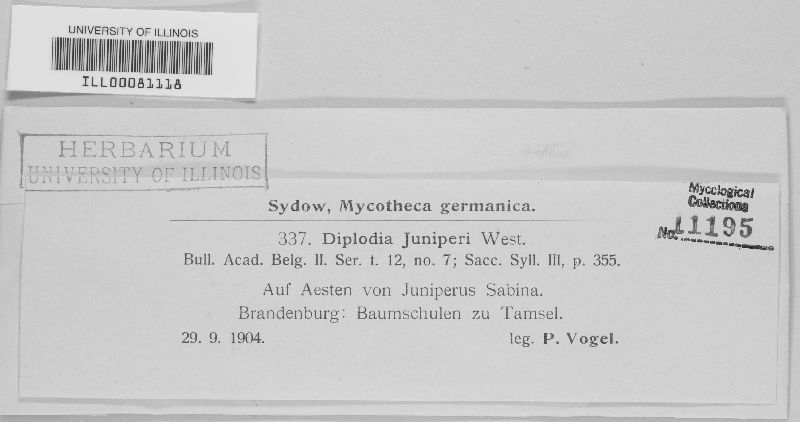 UNIVERSITY OF ILLINOIS
ILL00081118
HERBARIUM
UNIVERSITY OF ILLINOIS
Mycological
Collections
No. 11195
Sydow, Mycotheca germanica.
337. Diplodia Juniperi West.
Bull. Acad. Belg. II. Ser. t. 12, no. 7; Sacc. Syll. III, p. 355.
Auf Aesten von Juniperus Sabina.
Brandenburg: Baumschulen zu Tamsel.
29. 9. 1904. leg. P. Vogel.